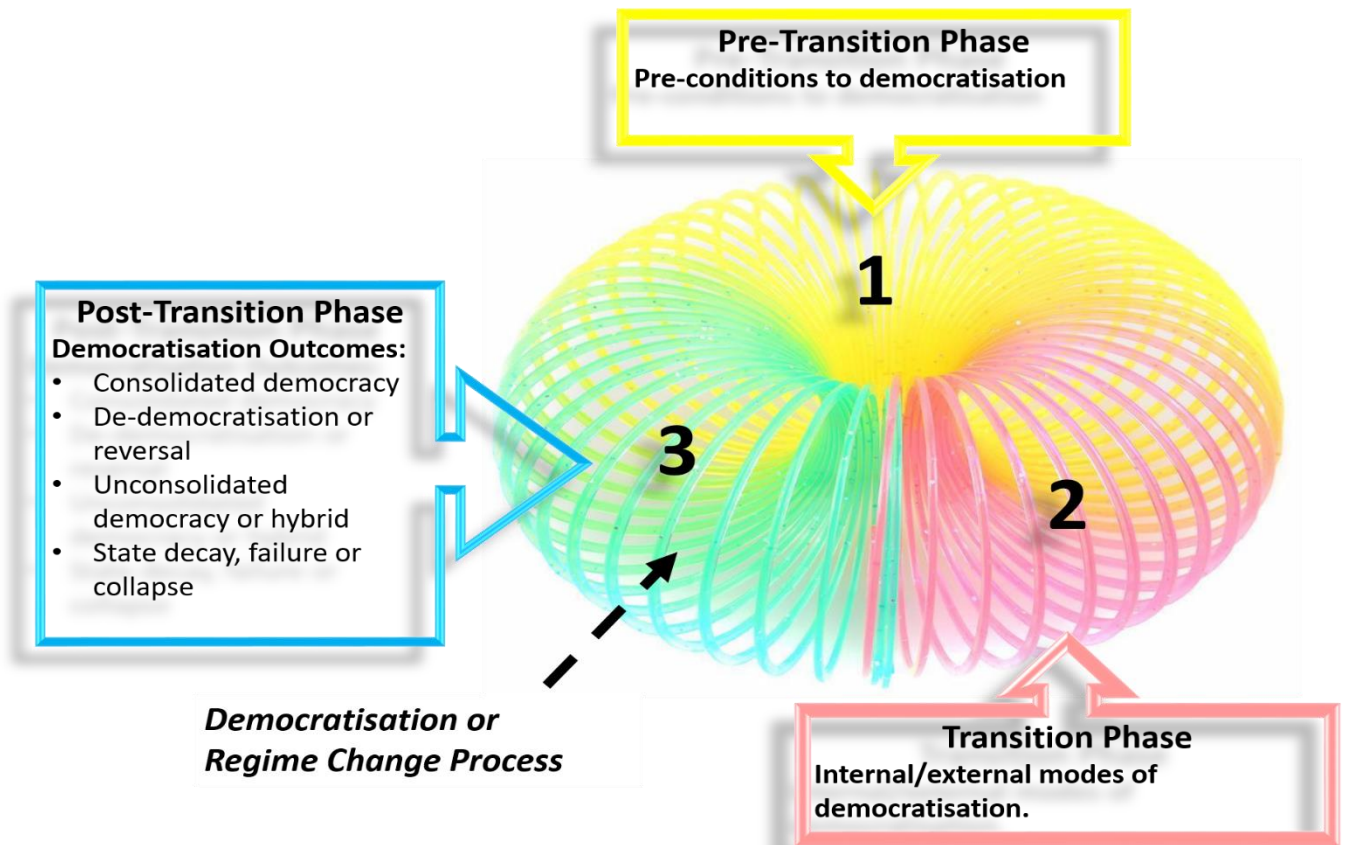 Pre-Transition Phase
Pre-conditions to democratisation
1
Post-Transition Phase
Democratisation Outcomes:
• Consolidated democracy
• De-democratisation or
reversal
• Unconsolidated
democracy or hybrid
• State decay, failure or
collapse
3
2
Democratisation or
Regime Change Process
Transition Phase
Internal/external modes of
democratisation.